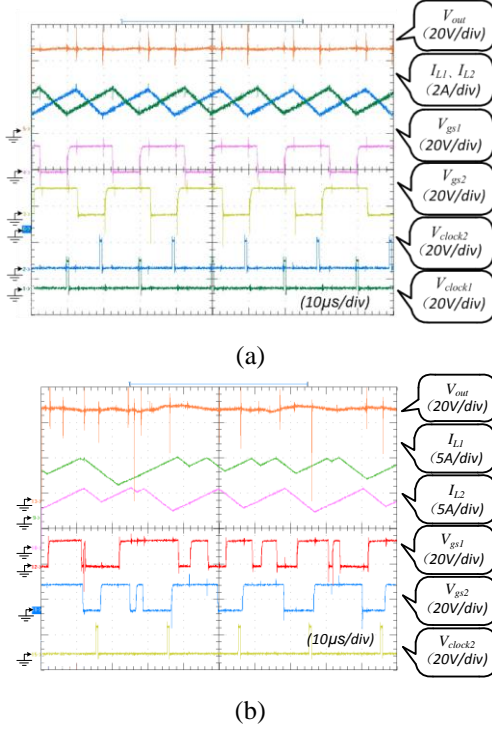 V_out
(20V/div)
I_L1、I_L2
(2A/div)
V_gs1
(20V/div)
V_gs2
(20V/div)
V_clock2
(20V/div)
V_clock1
(20V/div)
(10μs/div)
(a)
V_out
(20V/div)
I_L1
(5A/div)
I_L2
(5A/div)
V_gs1
(20V/div)
V_gs2
(20V/div)
V_clock2
(20V/div)
(10μs/div)
(b)